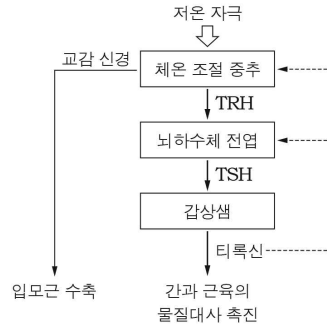 저온 자극
교감 신경
체온 조절 중추
TRH
뇌하수체 전엽
TSH
갑상샘
티록신
입모근 수축
간과 근육의
물질대사 촉진